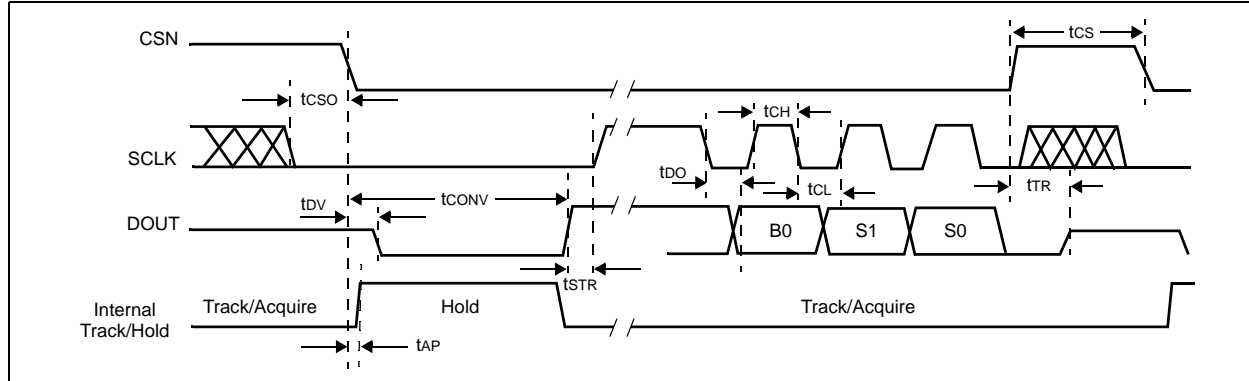 CSN
tCS
tCSO
tCH
SCLK
tDO
tCL
tTR
tDV
tCONV
DOUT
B0
S1
S0
tSTR
Internal
Track/Hold
Track/Acquire
Hold
Track/Acquire
tAP